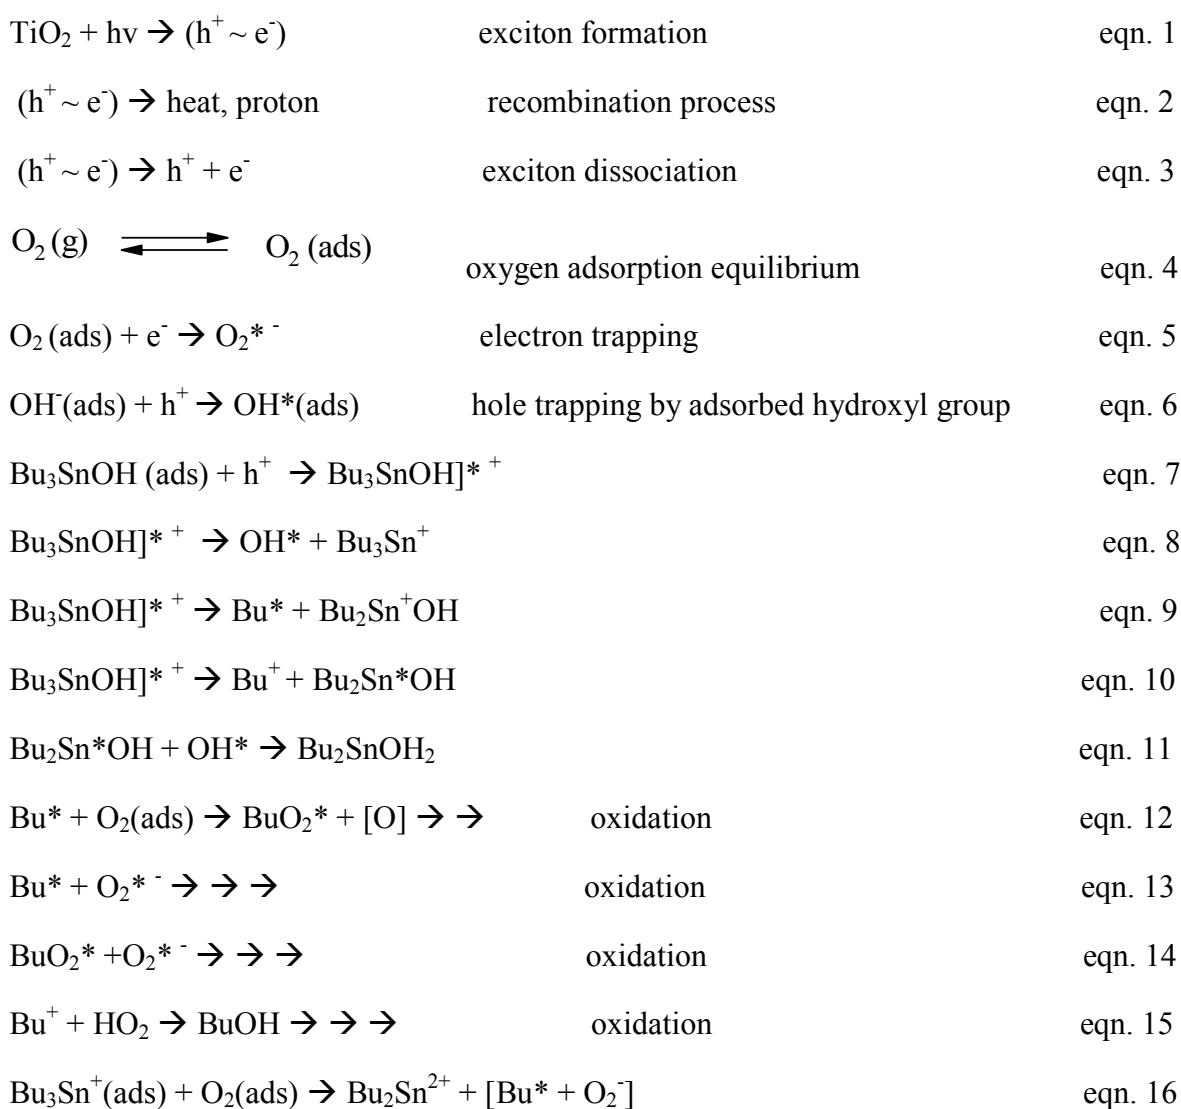 TiO₂ + hv → (h⁺ ~ e⁻) exciton formation eqn. 1
(h⁺ ~ e⁻) → heat, proton recombination process eqn. 2
(h⁺ ~ e⁻) → h⁺ + e⁻ exciton dissociation eqn. 3
O₂ (g) ⇌ O₂ (ads) oxygen adsorption equilibrium eqn. 4
O₂ (ads) + e⁻ → O₂* ⁻ electron trapping eqn. 5
OH⁻(ads) + h⁺ → OH*(ads) hole trapping by adsorbed hydroxyl group eqn. 6
Bu₃SnOH (ads) + h⁺ → Bu₃SnOH]* ⁺ eqn. 7
Bu₃SnOH]* ⁺ → OH* + Bu₃Sn⁺ eqn. 8
Bu₃SnOH]* ⁺ → Bu* + Bu₂Sn⁺OH eqn. 9
Bu₃SnOH]* ⁺ → Bu⁺ + Bu₂Sn*OH eqn. 10
Bu₂Sn*OH + OH* → Bu₂SnOH₂ eqn. 11
Bu* + O₂(ads) → BuO₂* + [O] → → oxidation eqn. 12
Bu* + O₂* ⁻ → → → oxidation eqn. 13
BuO₂* +O₂* ⁻ → → → oxidation eqn. 14
Bu⁺ + HO₂ → BuOH → → → oxidation eqn. 15
Bu₃Sn⁺(ads) + O₂(ads) → Bu₂Sn²⁺ + [Bu* + O₂⁻] eqn. 16